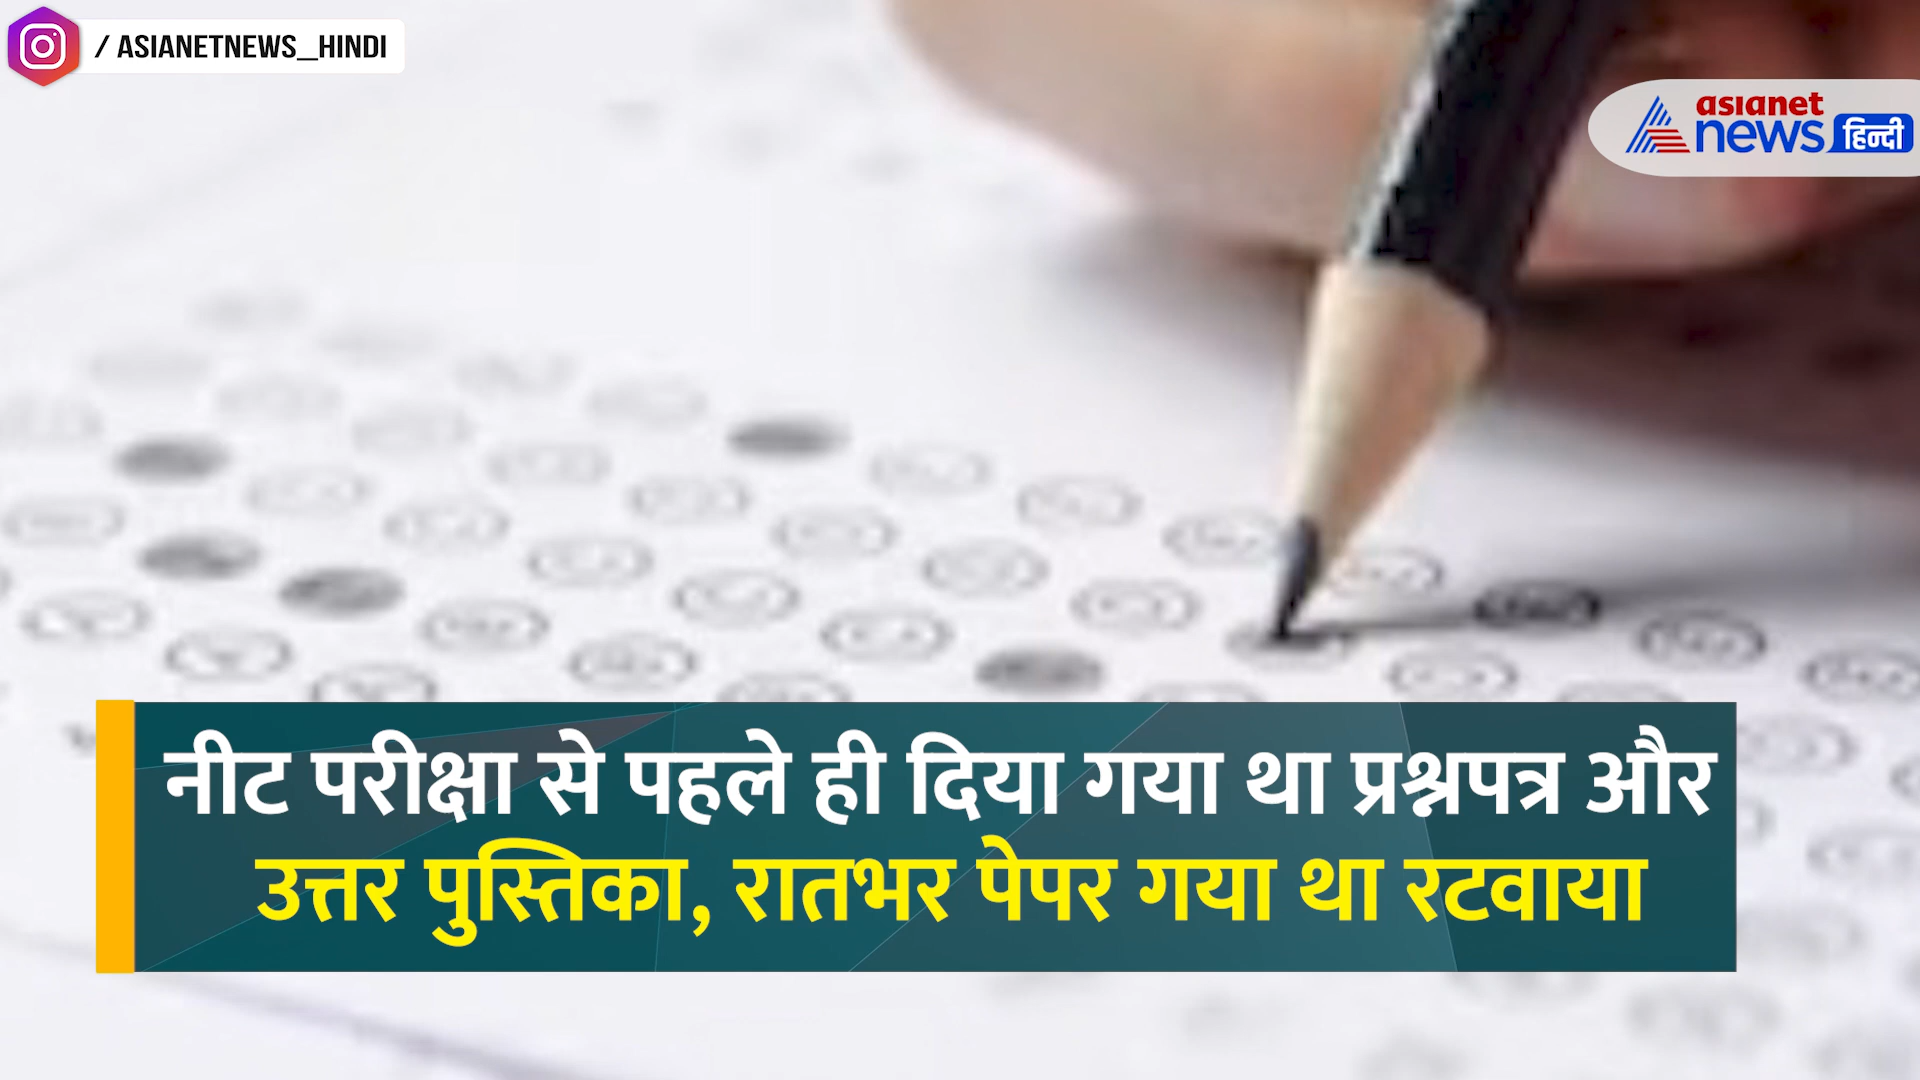 / ASIANETNEWS_HINDI
asianet
news हिन्दी
नीट परीक्षा से पहले ही दिया गया था प्रश्नपत्र और
उत्तर पुस्तिका, रातभर पेपर गया था रटवाया